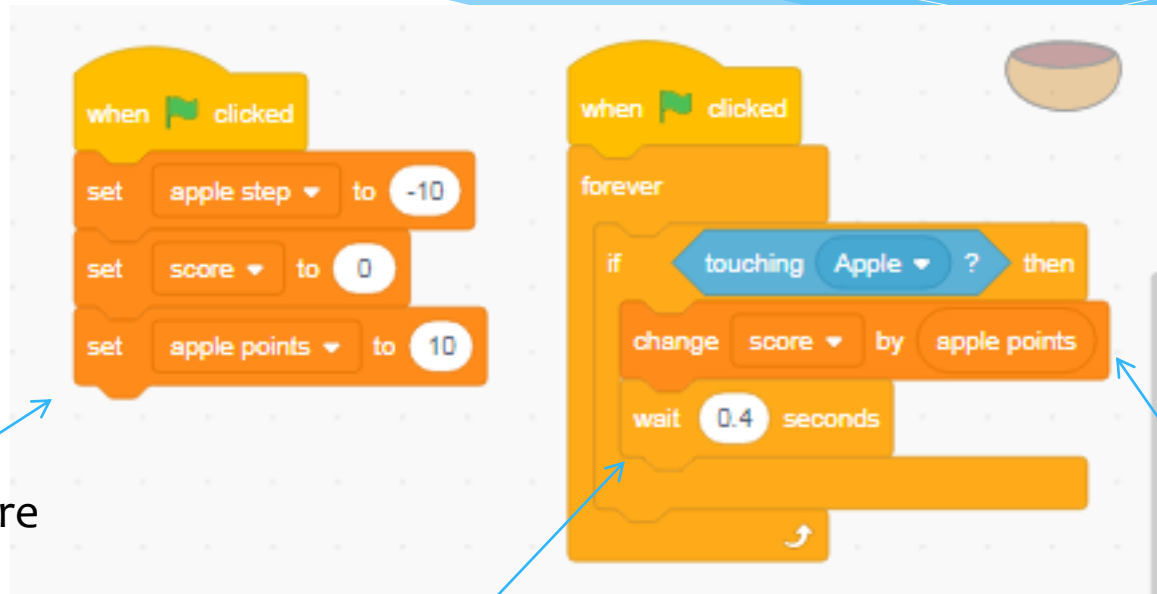 when clicked
set apple step to -10
set score to 0
set apple points to 10
re
when clicked
forever
if touching Apple ? then
change score by apple points
wait 0.4 seconds